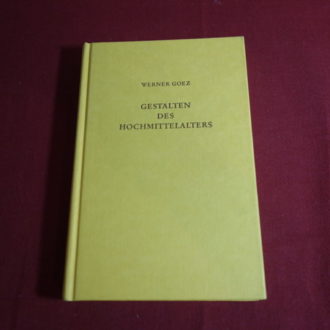 WERNER GOEZ
GESTALTEN
DES
HOCHMITTELALTERS